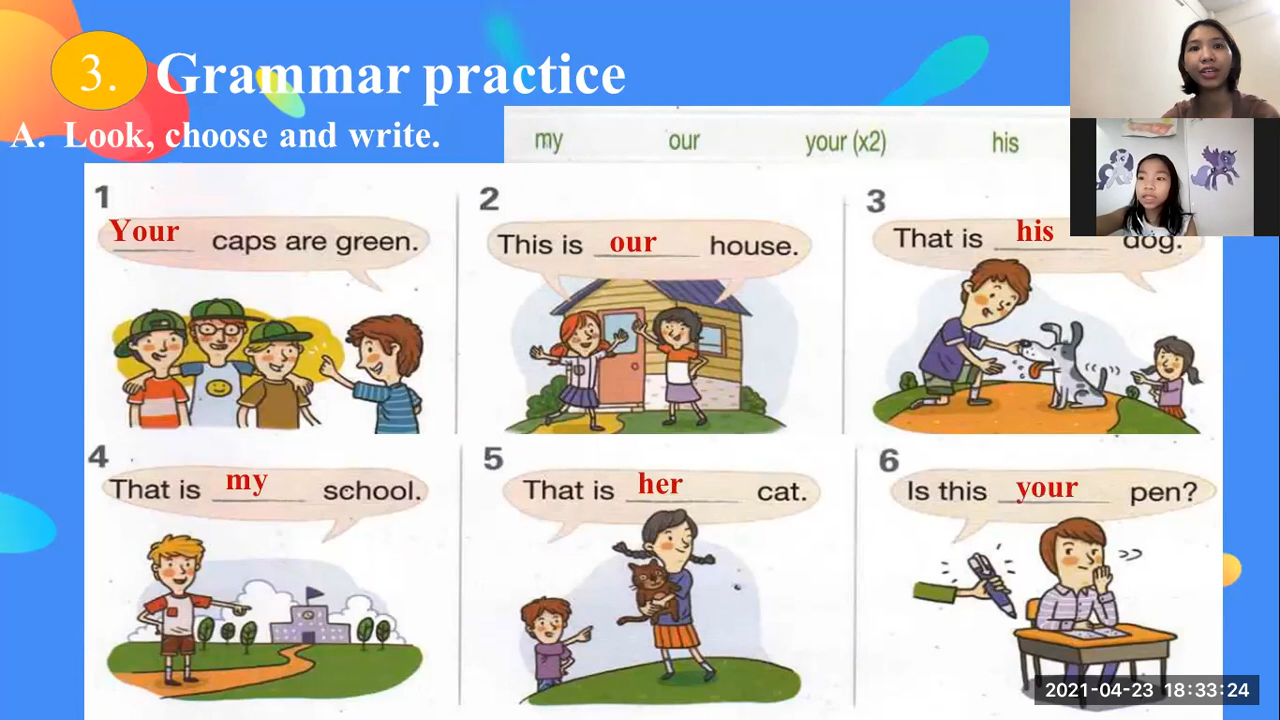 3. Grammar practice
A. Look, choose and write.
my our your (x2) his
1
Your caps are green.
2
This is our house.
3
That is his dog.
4
That is my school.
5
That is her cat.
6
Is this your pen?
2021-04-23 18:33:24